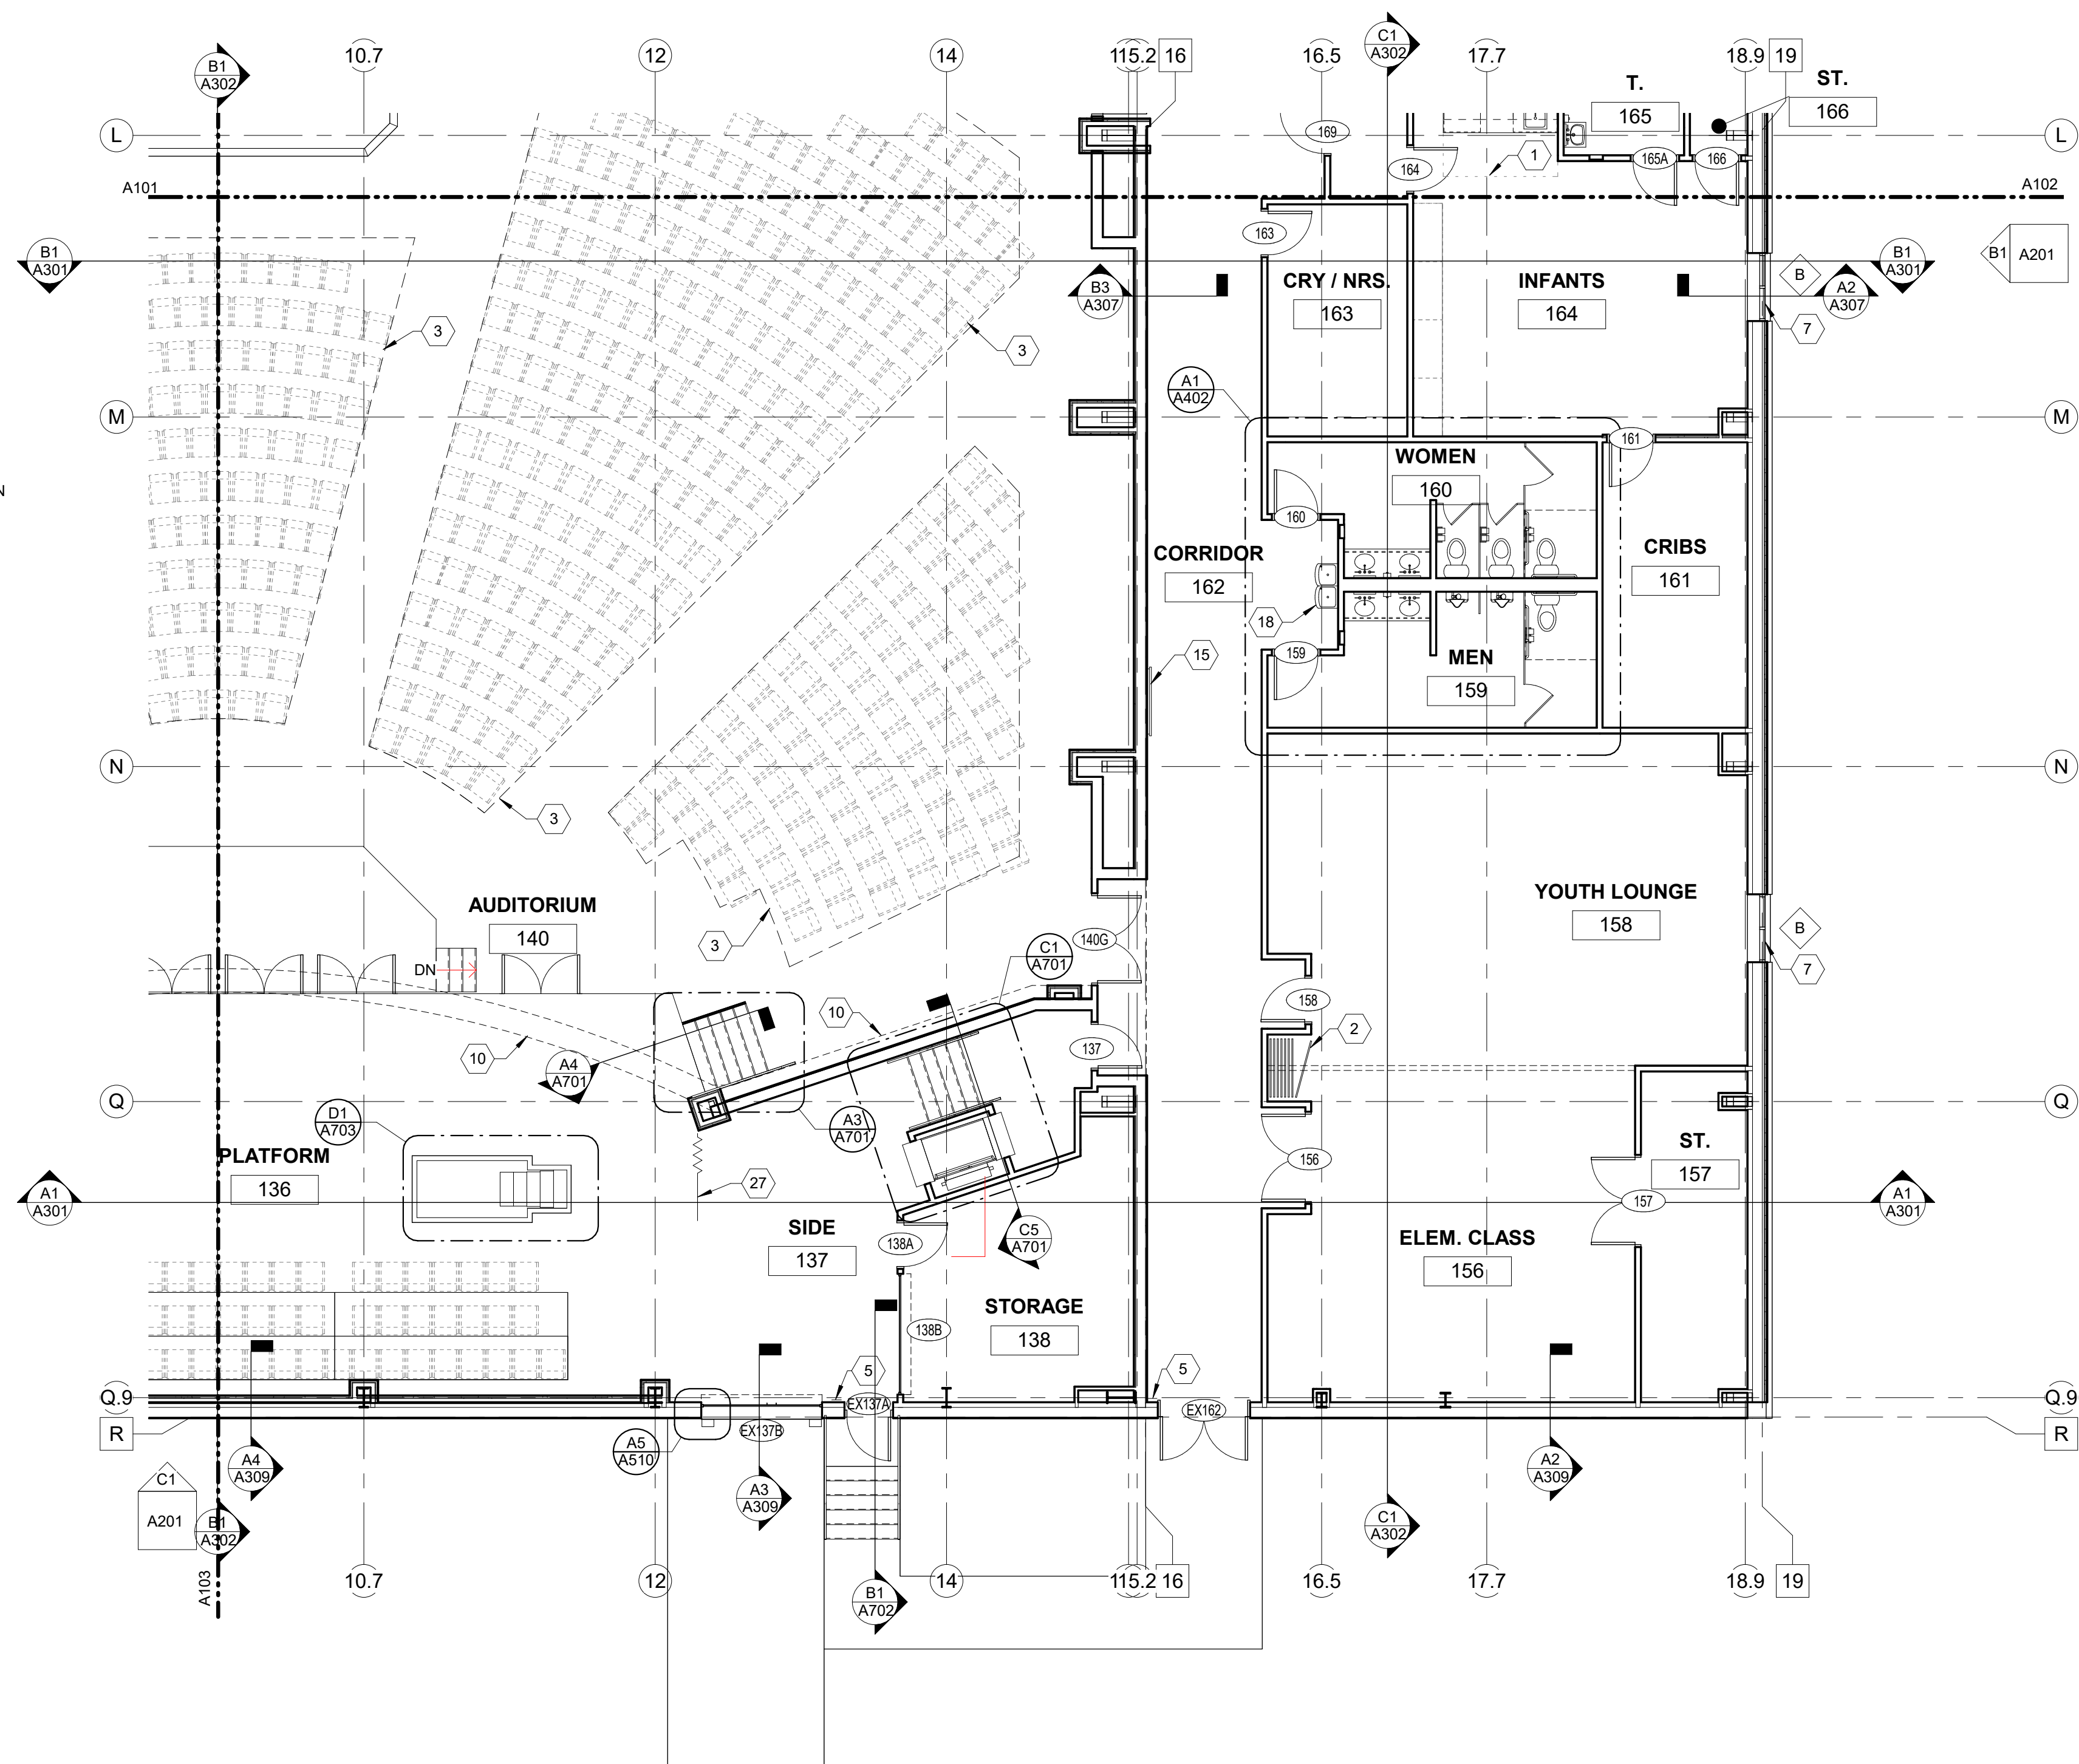 B1
A302
10.7
12
14
115.2
16
16.5
C1
A302
17.7
18.9
19
T.
165
ST.
166
L
169
164
1
165A
166
L
A101
A102
163
B1
A301
B3
A307
CRY / NRS.
163
INFANTS
164
B
A2
A307
B1
A301
B1
A201
3
3
7
A1
A402
M
161
M
WOMEN
160
N
160
CORRIDOR
162
CRIBS
161
18
159
15
MEN
159
N
N
3
AUDITORIUM
140
YOUTH LOUNGE
158
3
140G
C1
A701
B
DN
7
10
158
10
137
2
A4
A701
Q
D1
A703
A3
A701
Q
PLATFORM
136
156
ST.
157
27
A1
A301
157
A1
A301
SIDE
137
138A
C5
A701
ELEM. CLASS
156
STORAGE
138
138B
5
5
Q.9
EX137A
EX162
Q.9
R
EX137B
R
A5
A510
A4
A309
A3
A309
A2
A309
C1
A201
B1
A302
C1
A302
A103
10.7
12
B1
A702
14
115.2
16
16.5
17.7
18.9
19